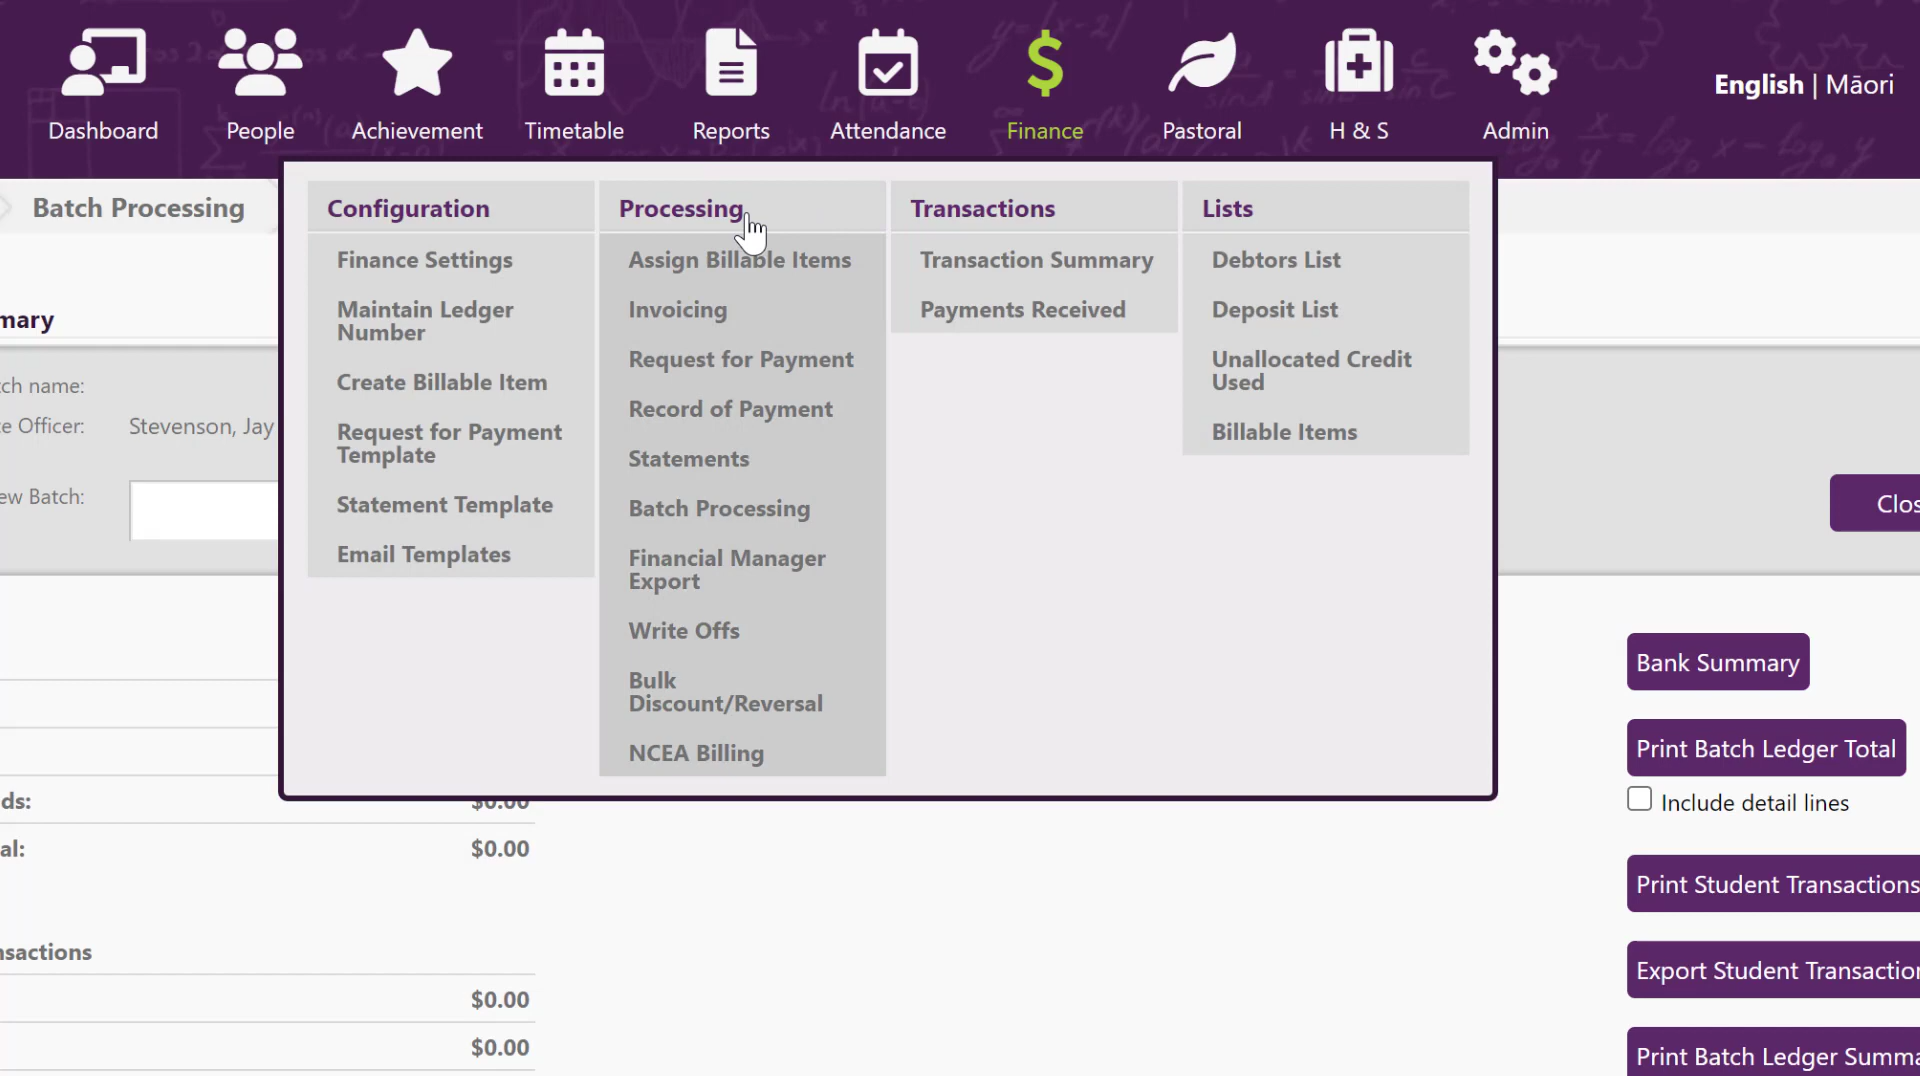 Dashboard
People
Achievement
Timetable
Reports
Attendance
Finance
Pastoral
H & S
Admin
English | Māori
Batch Processing
Configuration
Finance Settings
Maintain Ledger
Number
Create Billable Item
Request for Payment
Template
Statement Template
Email Templates
Processing
Assign Billable Items
Invoicing
Request for Payment
Record of Payment
Statements
Batch Processing
Financial Manager
Export
Write Offs
Bulk
Discount/Reversal
NCEA Billing
Transactions
Transaction Summary
Payments Received
Lists
Debtors List
Deposit List
Unallocated Credit
Used
Billable Items
mary
ch name:
e Officer: Stevenson, Jay
ew Batch:
Clos
ds: $0.00
al: $0.00
nsactions
$0.00
$0.00
Bank Summary
Print Batch Ledger Total
Include detail lines
Print Student Transactions
Export Student Transaction
Print Batch Ledger Summa